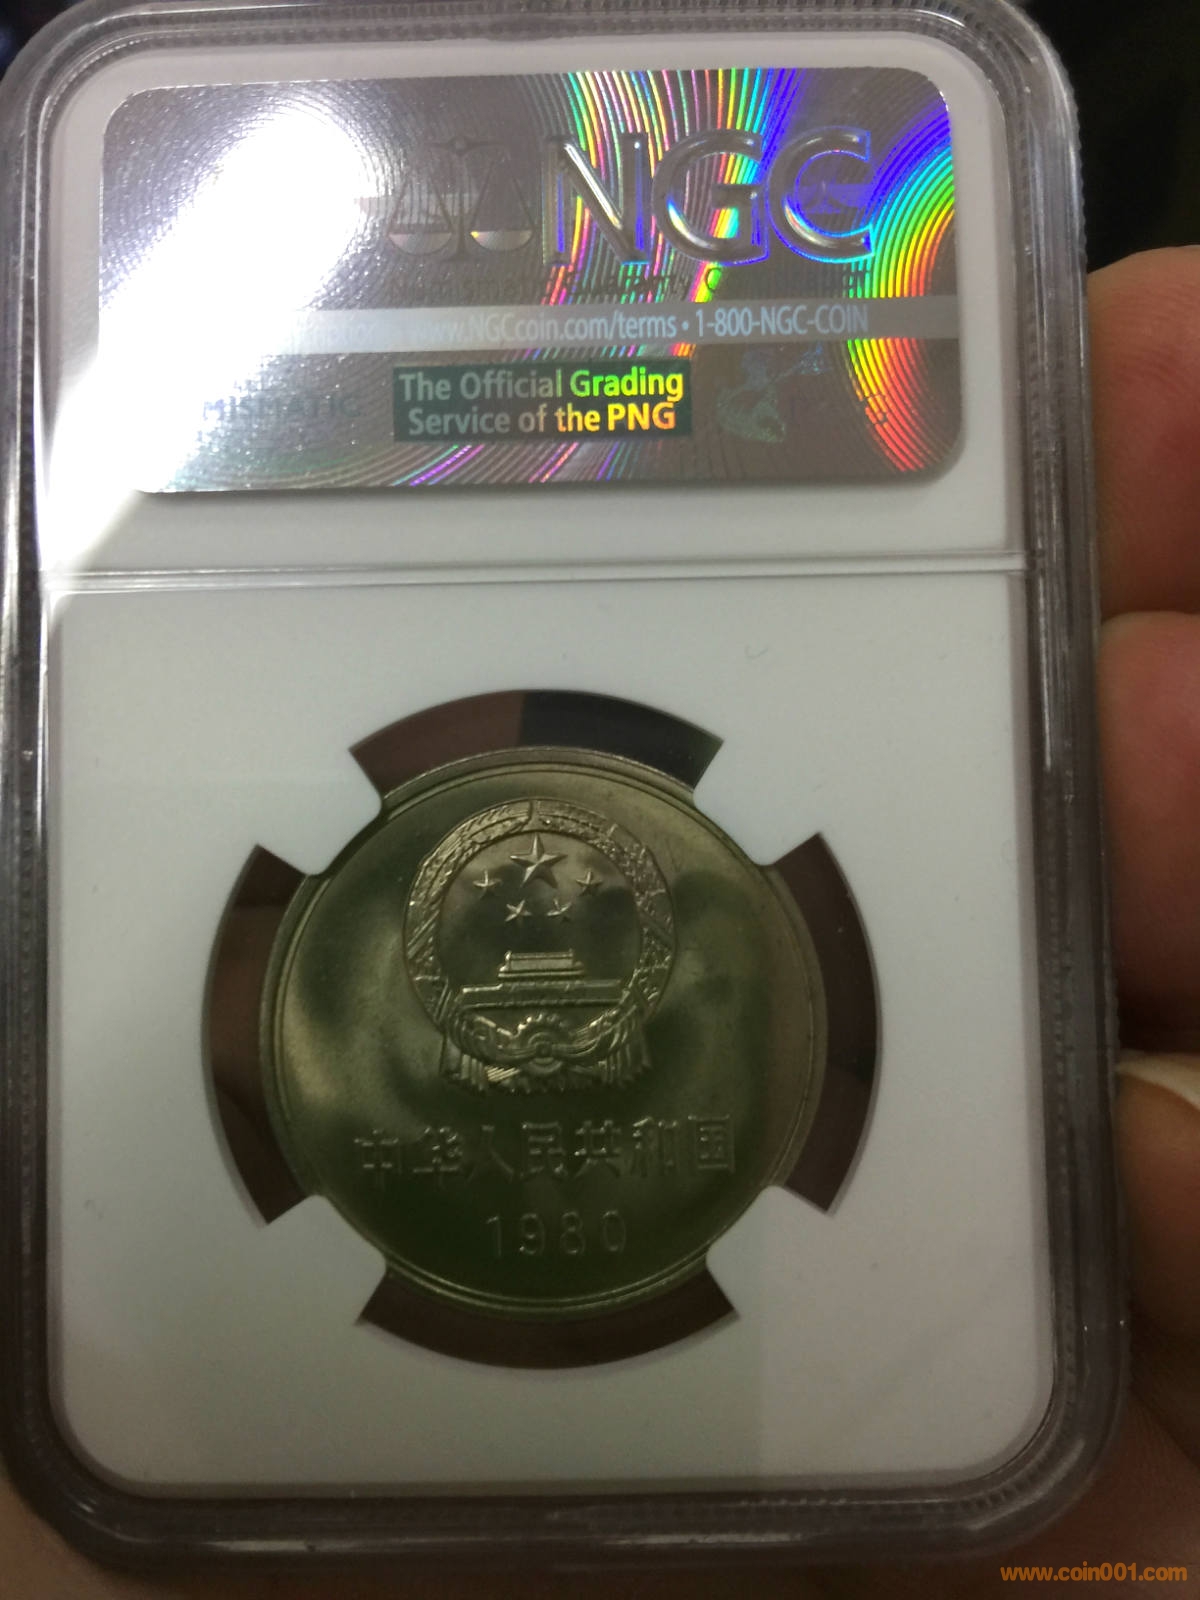 NGC
www.NGCcoin.com/terms • 1-800-NGC-COIN
The Official Grading
Service of the PNG
中华人民共和国
1980
www.coin001.com